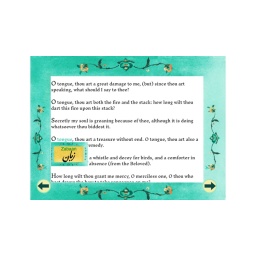 O tongue, thou art a great damage to me, (but) since thou art
speaking, what should I say to thee?
O tongue, thou art both the fire and the stack: how long wilt thou
dart this fire upon this stack?
Secretly my soul is groaning because of thee, although it is doing
whatsoever thou biddest it.
O tongue, thou art a treasure without end. O tongue, thou art also a
emedy.
زبان
a whistle and decoy for birds, and a comforter in
absence (from the Beloved).
How long wilt thou grant me mercy, O merciless one, O thou who